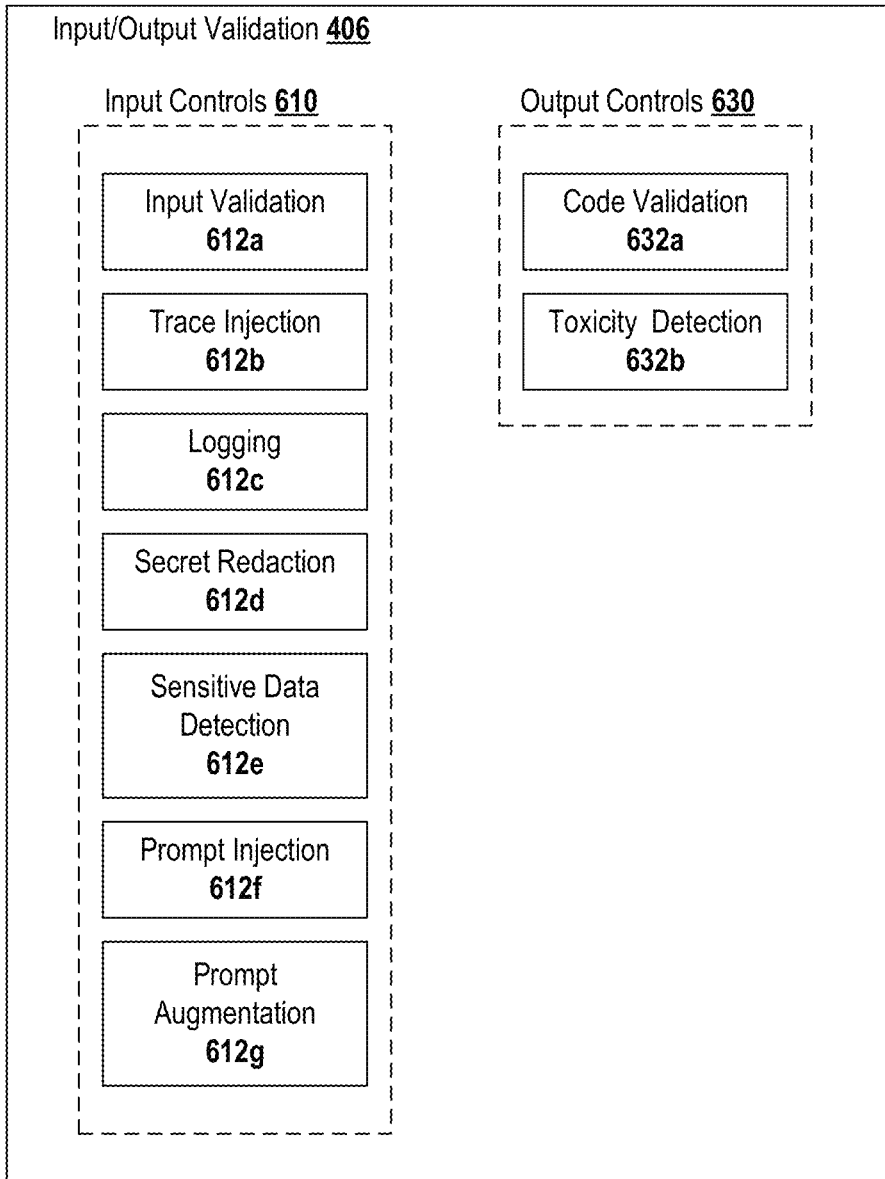 Input/Output Validation 406
Input Controls 610
Input Validation
612a
Trace Injection
612b
Logging
612c
Secret Redaction
612d
Sensitive Data
Detection
612e
Prompt Injection
612f
Prompt
Augmentation
612g
Output Controls 630
Code Validation
632a
Toxicity Detection
632b